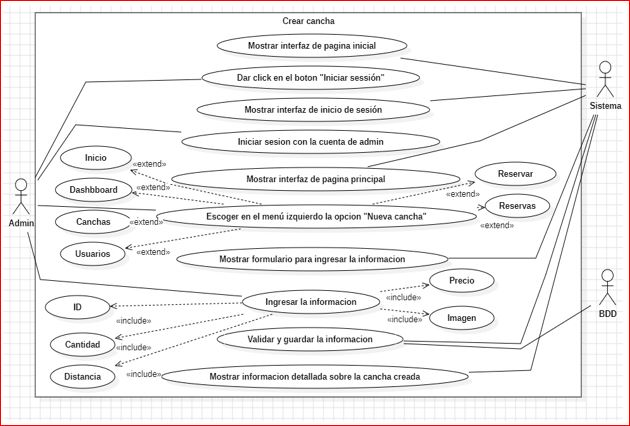 Crear cancha
Mostrar interfaz de pagina inicial
Dar click en el boton "Iniciar sessión"
Sistema
Mostrar interfaz de inicio de sesión
Iniciar sesion con la cuenta de admin
Inicio
«extend»
Mostrar interfaz de pagina principal
Reservar
Dashbboard
«extend»
«extend»
Admin
Canchas
«extend»
Escoger en el menú izquierdo la opcion "Nueva cancha"
Reservas
«extend»
Usuarios
«extend»
Mostrar formulario para ingresar la informacion
Precio
ID
Ingresar la informacion
«include»
BDD
«include»
«include»
Imagen
Cantidad
«include»
Validar y guardar la informacion
Distancia
«include»
Mostrar informacion detallada sobre la cancha creada